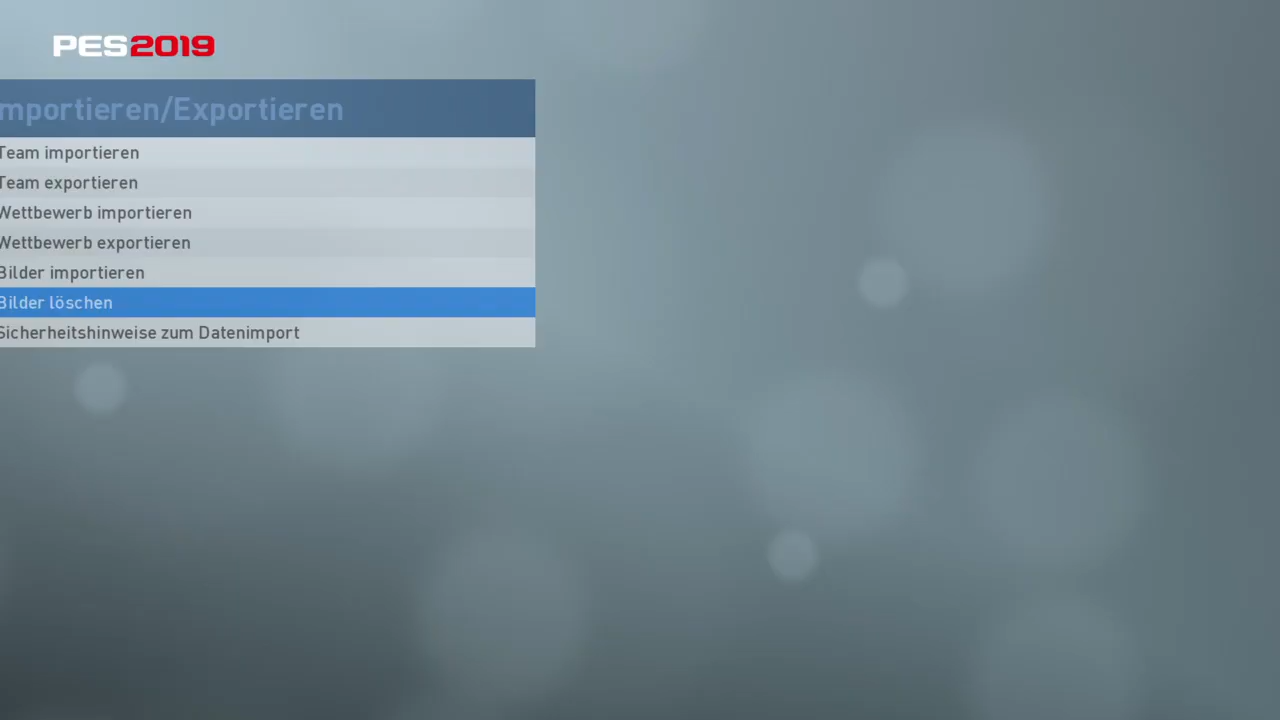 PES2019
mportieren/Exportieren
Team importieren
Team exportieren
Wettbewerb importieren
Wettbewerb exportieren
Bilder importieren
Bilder löschen
Sicherheitshinweise zum Datenimport